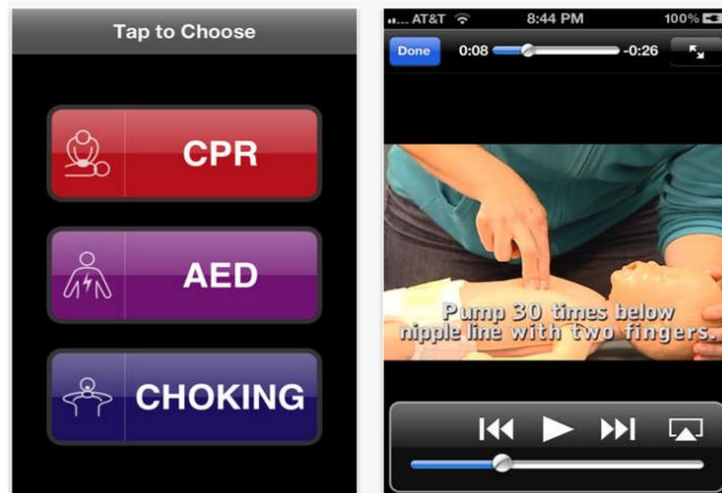 Tap to Choose
CPR
AED
CHOKING
AT&T 8:44 PM 100%
Done 0:08 -0:26
Pump 30 times below
nipple line with two fingers.